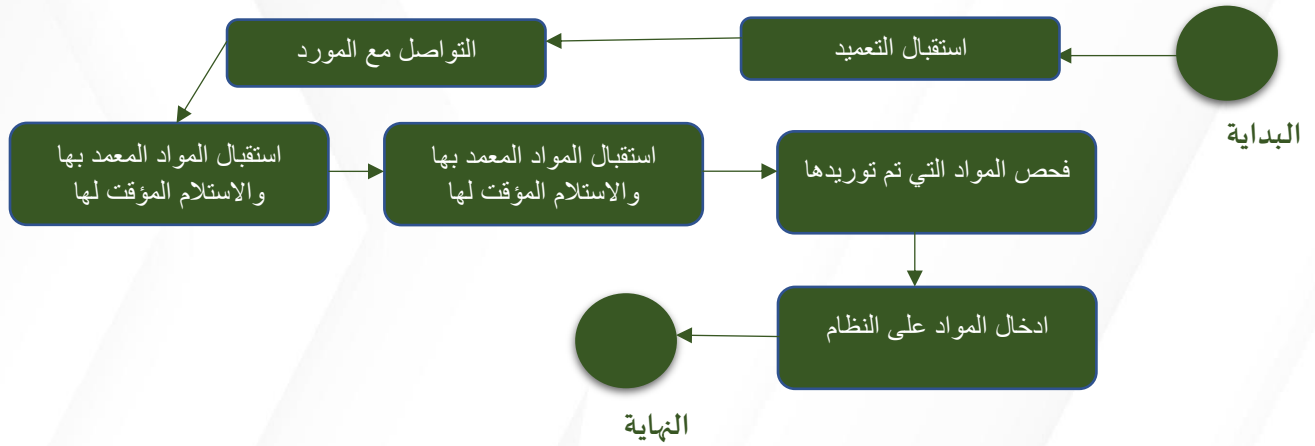 البداية
استقبال التعميد
التواصل مع المورد
استقبال المواد المعمد بها
والاستلام المؤقت لها
استقبال المواد المعمد بها
والاستلام المؤقت لها
فحص المواد التي تم توريدها
ادخال المواد على النظام
النهاية